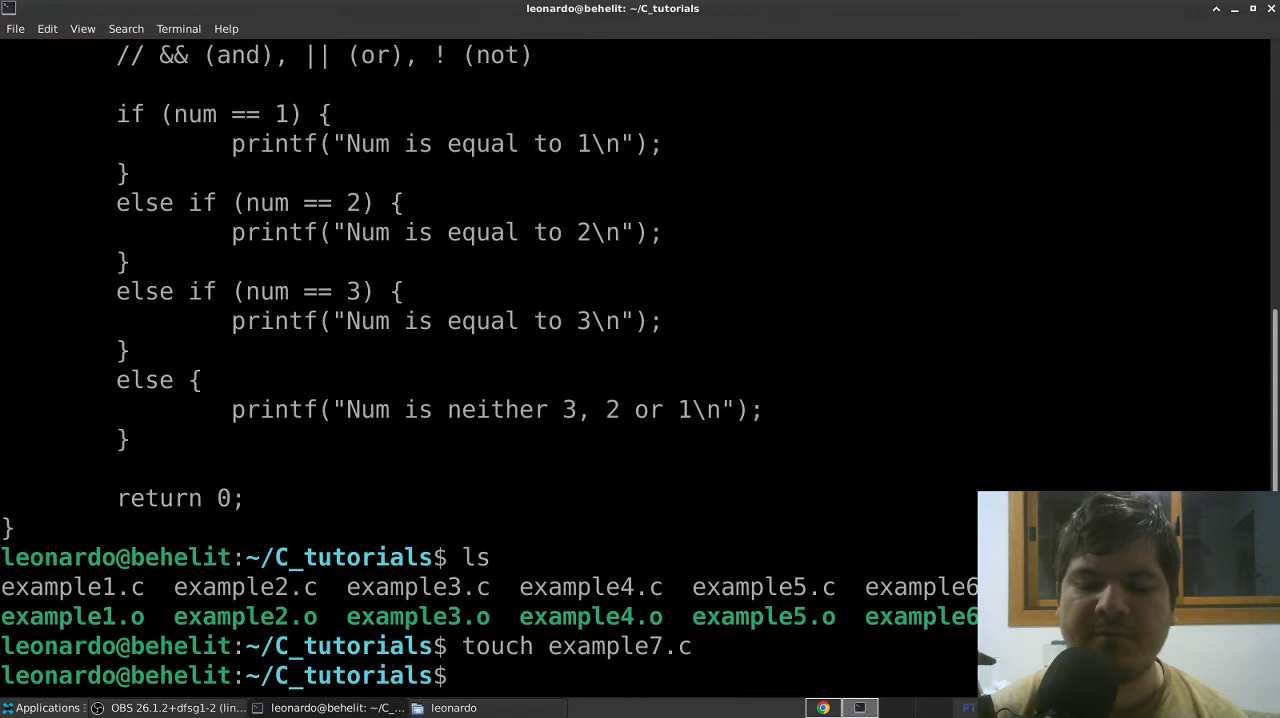 leonardo@behelit: ~/C_tutorials
File Edit View Search Terminal Help
// && (and), || (or), ! (not)
if (num == 1) {
printf("Num is equal to 1\n");
}
else if (num == 2) {
printf("Num is equal to 2\n");
}
else if (num == 3) {
printf("Num is equal to 3\n");
}
else {
printf("Num is neither 3, 2 or 1\n");
}
return 0;
}
leonardo@behelit:~/C_tutorials$ ls
example1.c example2.c example3.c example4.c example5.c example6
example1.o example2.o example3.o example4.o example5.o example6
leonardo@behelit:~/C_tutorials$ touch example7.c
leonardo@behelit:~/C_tutorials$
Applications OBS 26.1.2+dfsg1-2 (lin... leonardo@behelit: ~/C_... leonardo PT